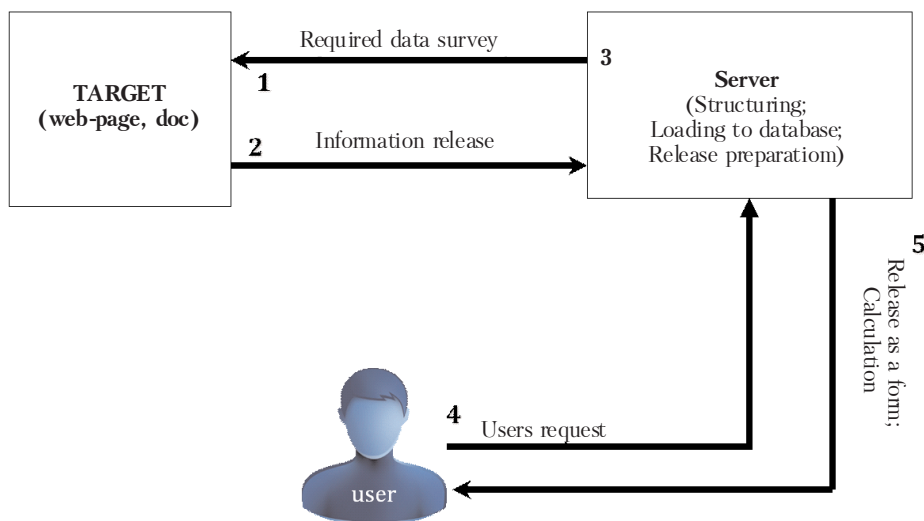 Required data survey
1
3
TARGET
(web-page, doc)
2
Information release
Server
(Structuring;
Loading to database;
Release preparatiom)
5
Release as a form;
Calculation
4
Users request
user